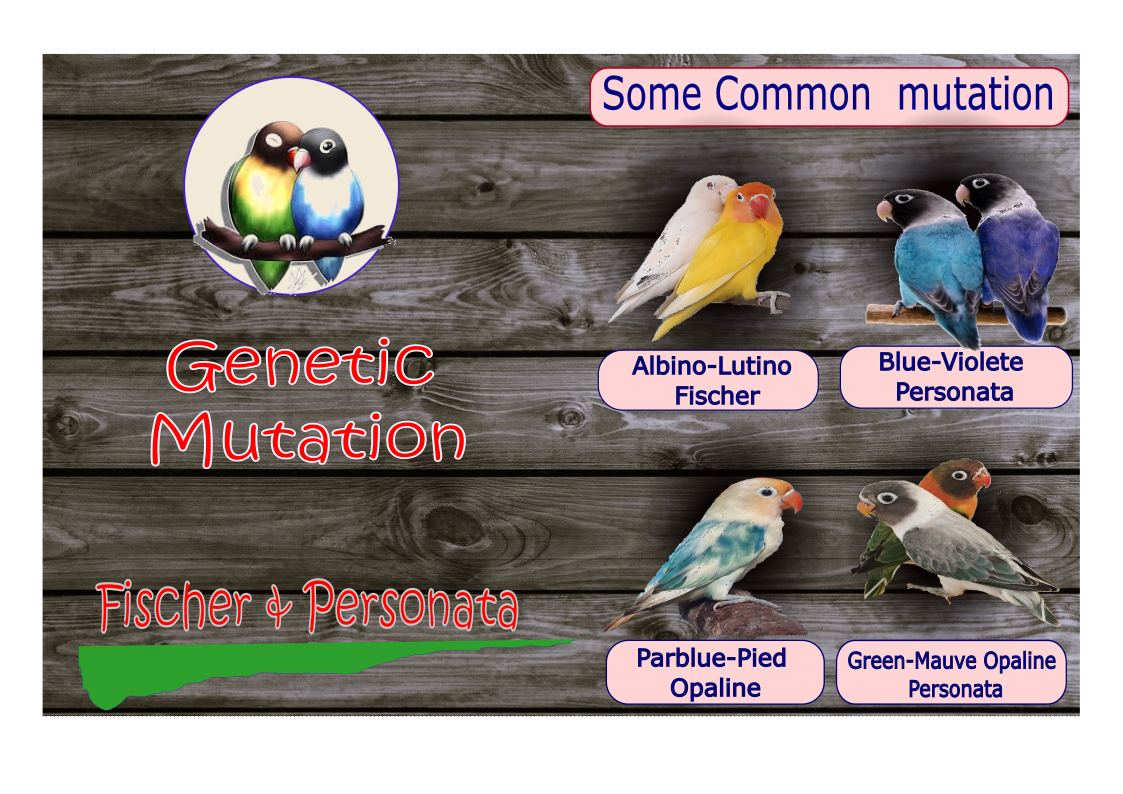 Genetic
Mutation
Fischer & Personata
Some Common mutation
Albino-Lutino
Fischer
Blue-Violete
Personata
Parblue-Pied
Opaline
Green-Mauve Opaline
Personata